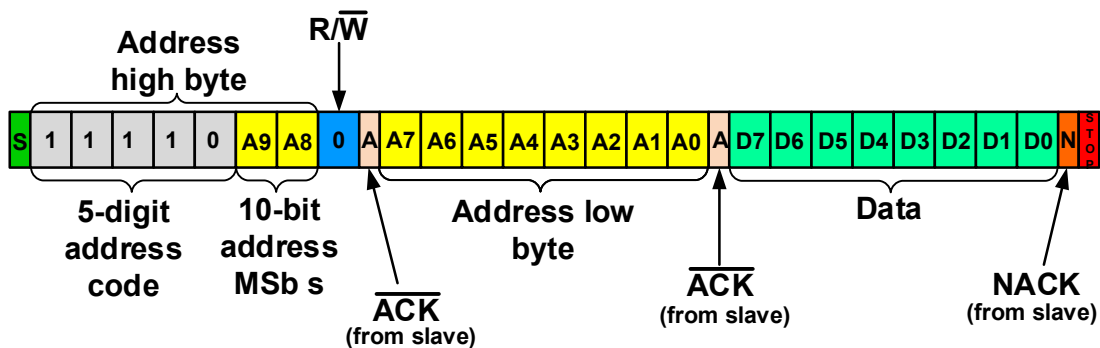 R/W
Address
high byte
S 1 1 1 1 0 A9 A8 0 A A7 A6 A5 A4 A3 A2 A1 A0 A D7 D6 D5 D4 D3 D2 D1 D0 N STOP
5-digit
address
code
10-bit
address
MSb s
Address low
byte
Data
ACK
(from slave)
ACK
(from slave)
NACK
(from slave)